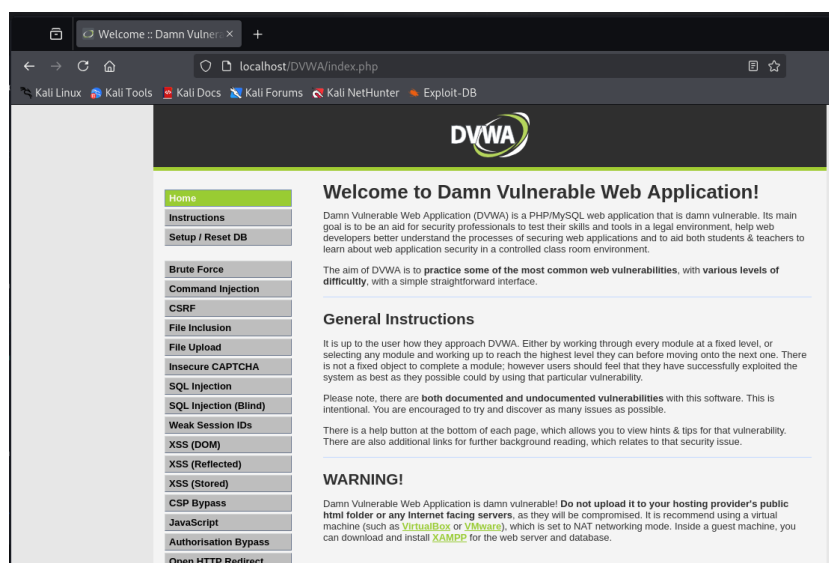 Welcome :: Damn Vulnera
localhost/DVWA/index.php
Kali Linux Kali Tools Kali Docs Kali Forums Kali NetHunter Exploit-DB
DVWA
Home
Instructions
Setup / Reset DB
Brute Force
Command Injection
CSRF
File Inclusion
File Upload
Insecure CAPTCHA
SQL Injection
SQL Injection (Blind)
Weak Session IDs
XSS (DOM)
XSS (Reflected)
XSS (Stored)
CSP Bypass
JavaScript
Authorisation Bypass
Open HTTP Redirect
Welcome to Damn Vulnerable Web Application!
Damn Vulnerable Web Application (DVWA) is a PHP/MySQL web application that is damn vulnerable. Its main
goal is to be an aid for security professionals to test their skills and tools in a legal environment, help web
developers better understand the processes of securing web applications and to aid both students & teachers to
learn about web application security in a controlled class room environment.
The aim of DVWA is to practice some of the most common web vulnerabilities, with various levels of
difficultly, with a simple straightforward interface.
General Instructions
It is up to the user how they approach DVWA. Either by working through every module at a fixed level, or
selecting any module and working up to reach the highest level they can before moving onto the next one. There
is not a fixed object to complete a module; however users should feel that they have successfully exploited the
system as best as they possible could by using that particular vulnerability.
Please note, there are both documented and undocumented vulnerabilities with this software. This is
intentional. You are encouraged to try and discover as many issues as possible.
There is a help button at the bottom of each page, which allows you to view hints & tips for that vulnerability.
There are also additional links for further background reading, which relates to that security issue.
WARNING!
Damn Vulnerable Web Application is damn vulnerable! Do not upload it to your hosting provider's public
html folder or any Internet facing servers, as they will be compromised. It is recommend using a virtual
machine (such as VirtualBox or VMware), which is set to NAT networking mode. Inside a guest machine, you
can download and install XAMPP for the web server and database.